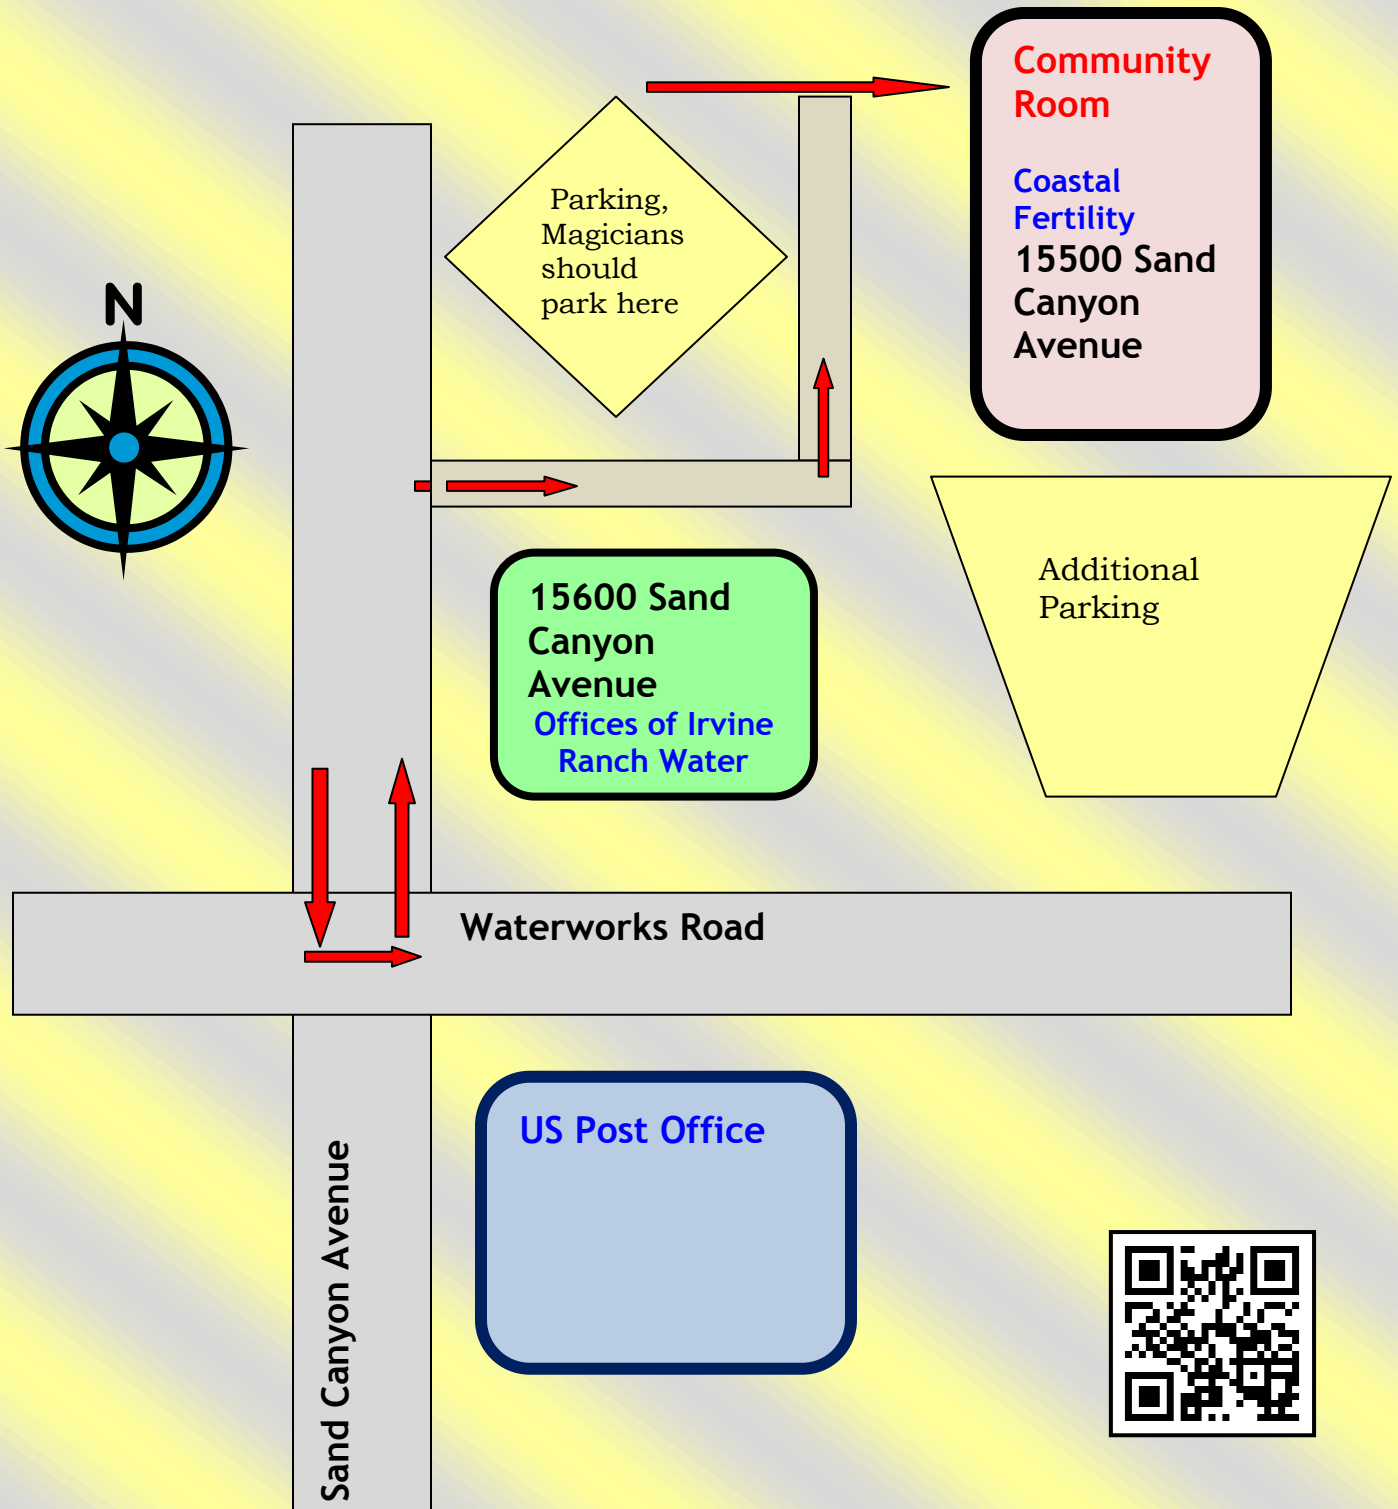 Community
Room
Coastal
Fertility
15500 Sand
Canyon
Avenue
Parking,
Magicians
should
park here
N
Additional
Parking
15600 Sand
Canyon
Avenue
Offices of Irvine
Ranch Water
Waterworks Road
US Post Office
Sand Canyon Avenue